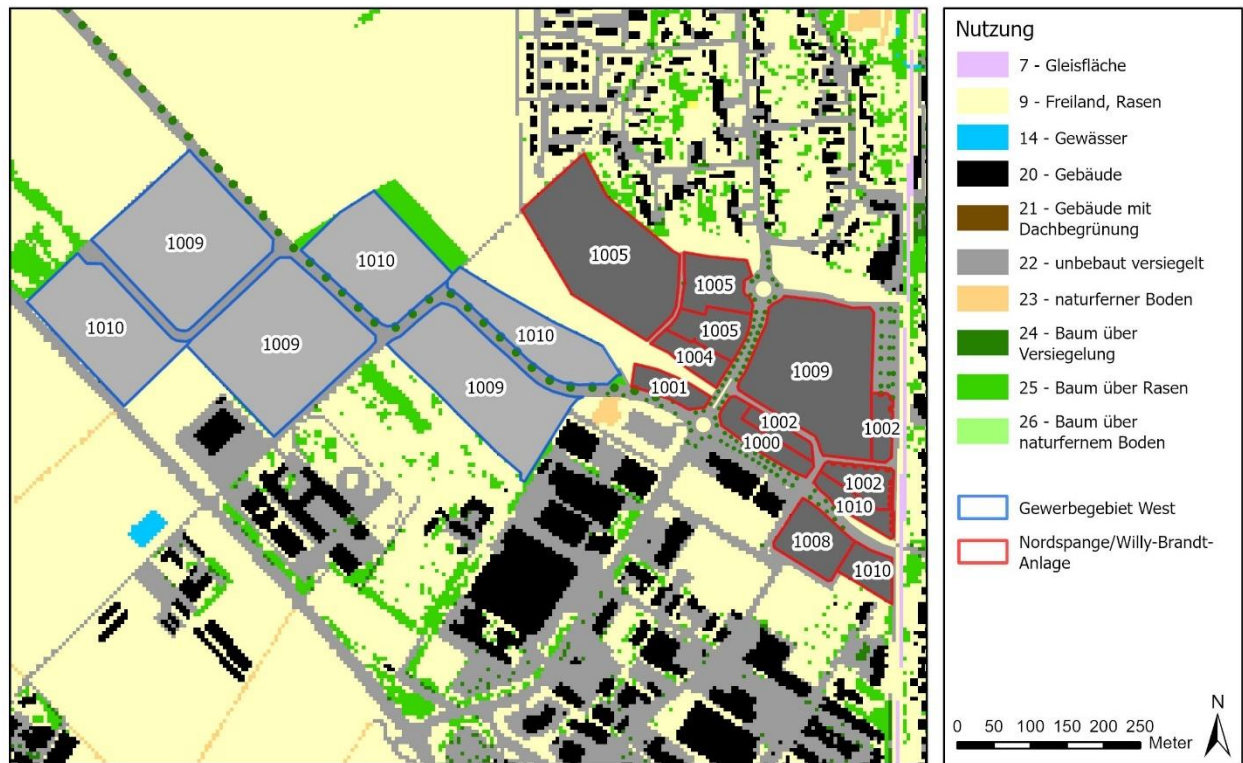 1009
1010
1010
1009
1009
1010
1005
1005
1005
1004
1001
1009
1002
1002
1000
1002
1010
1008
1010
Nutzung
7 - Gleisfläche
9 - Freiland, Rasen
14 - Gewässer
20 - Gebäude
21 - Gebäude mit
Dachbegrünung
22 - unbebaut versiegelt
23 - naturferner Boden
24 - Baum über
Versiegelung
25 - Baum über Rasen
26 - Baum über
naturfernem Boden
Gewerbegebiet West
Nordspange/Willy-Brandt-
Anlage
N
0 50 100 150 200 250
Meter